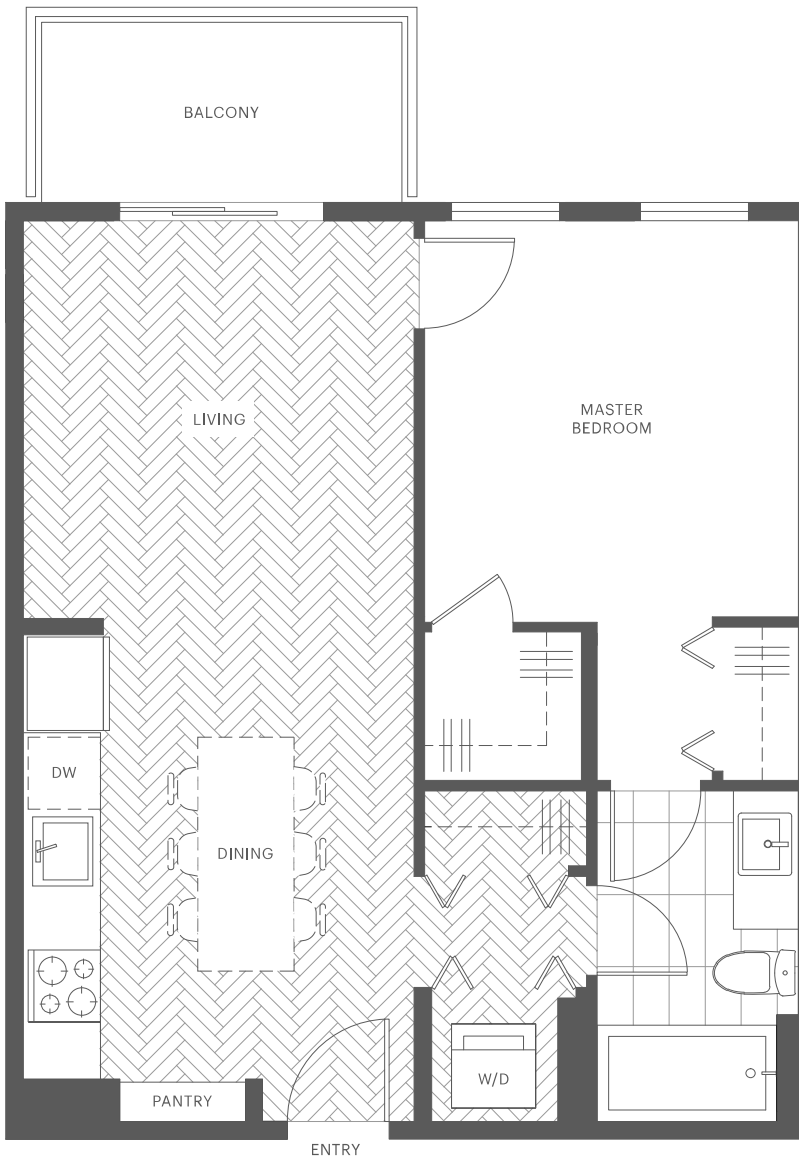 BALCONY
LIVING
MASTER
BEDROOM
DW
DINING
W/D
PANTRY
ENTRY